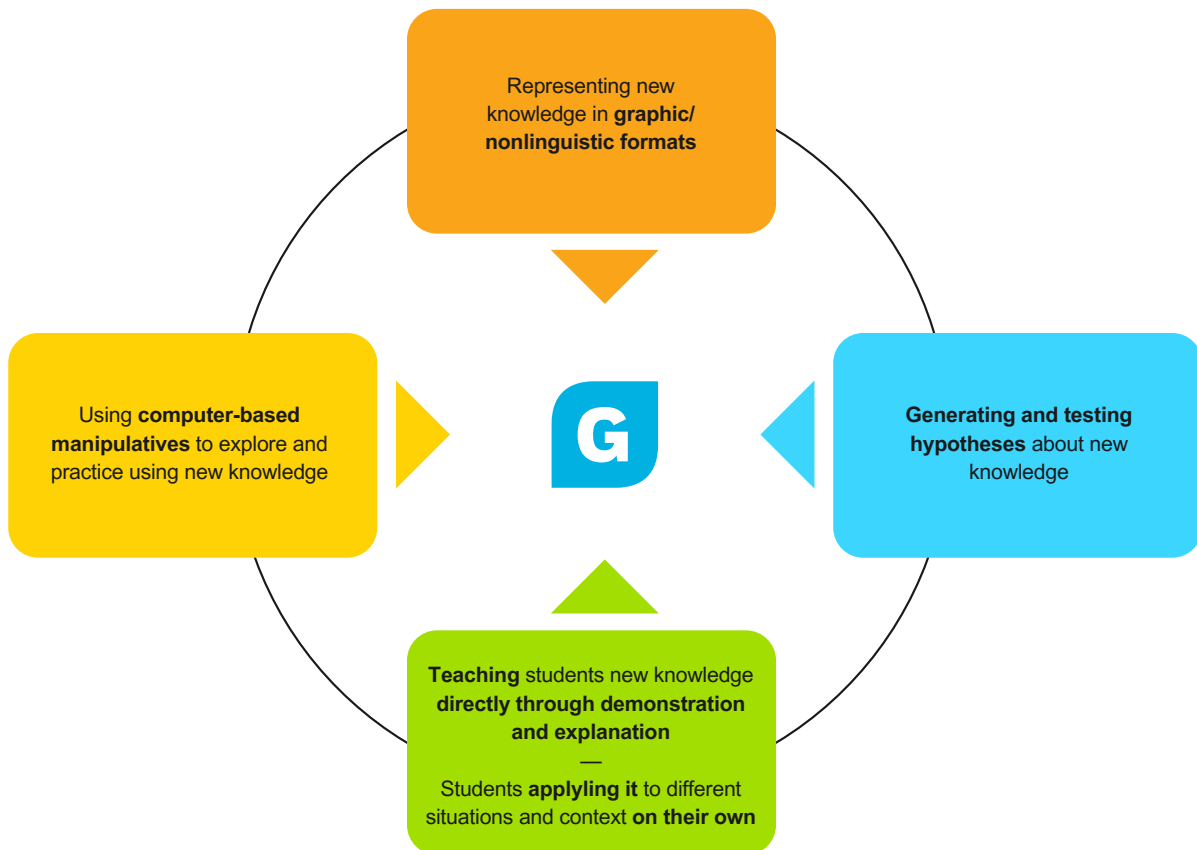 Representing new
knowledge in graphic/
nonlinguistic formats
Using computer-based
manipulatives to explore and
practice using new knowledge
G
Generating and testing
hypotheses about new
knowledge
Teaching students new knowledge
directly through demonstration
and explanation
—
Students applyling it to different
situations and context on their own